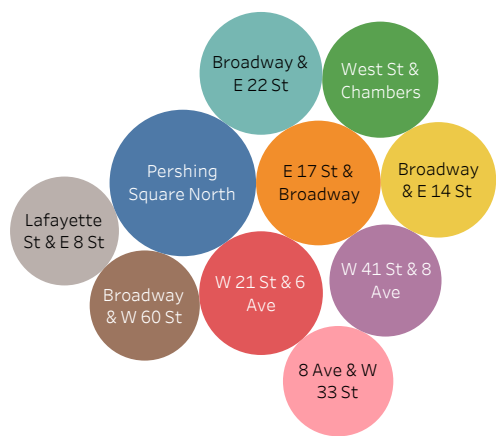 Broadway &
E 22 St
West St &
Chambers
Pershing
Square North
E 17 St &
Broadway
Broadway
& E 14 St
Lafayette
St & E 8 St
Broadway
& W 60 St
W 21 St & 6
Ave
W 41 St & 8
Ave
8 Ave & W
33 St